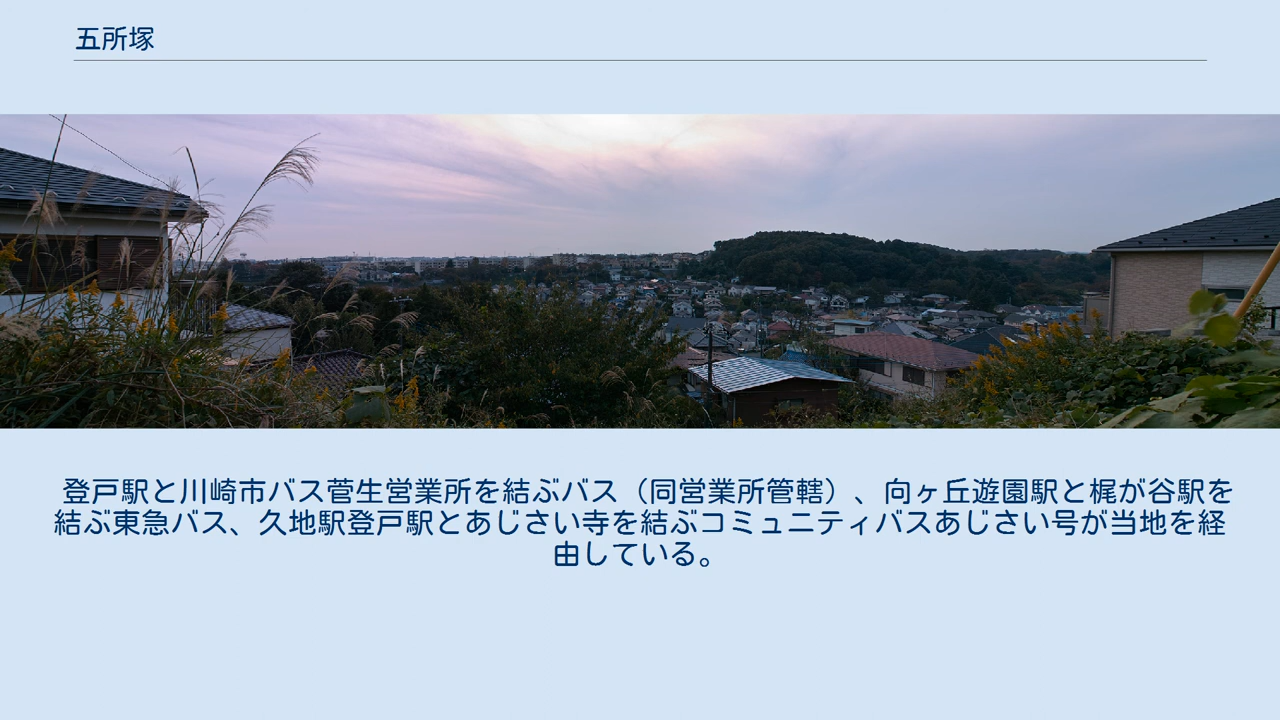 五所塚
登戸駅と川崎市バス菅生営業所を結ぶバス（同営業所管轄）、向ヶ丘遊園駅と梶が谷駅を
結ぶ東急バス、久地駅登戸駅とあじさい寺を結ぶコミュニティバスあじさい号が当地を経
由している。